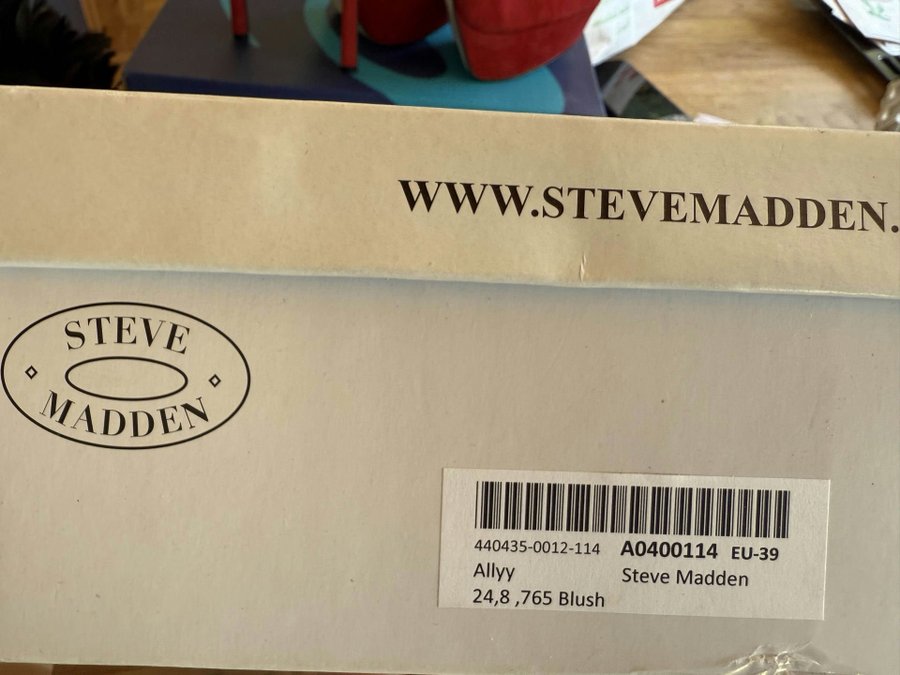 WWW.STEVEMADDEN.
STEVE
MADDEN
440435-0012-114 A0400114 EU-39
Allyy Steve Madden
24,8 ,765 Blush